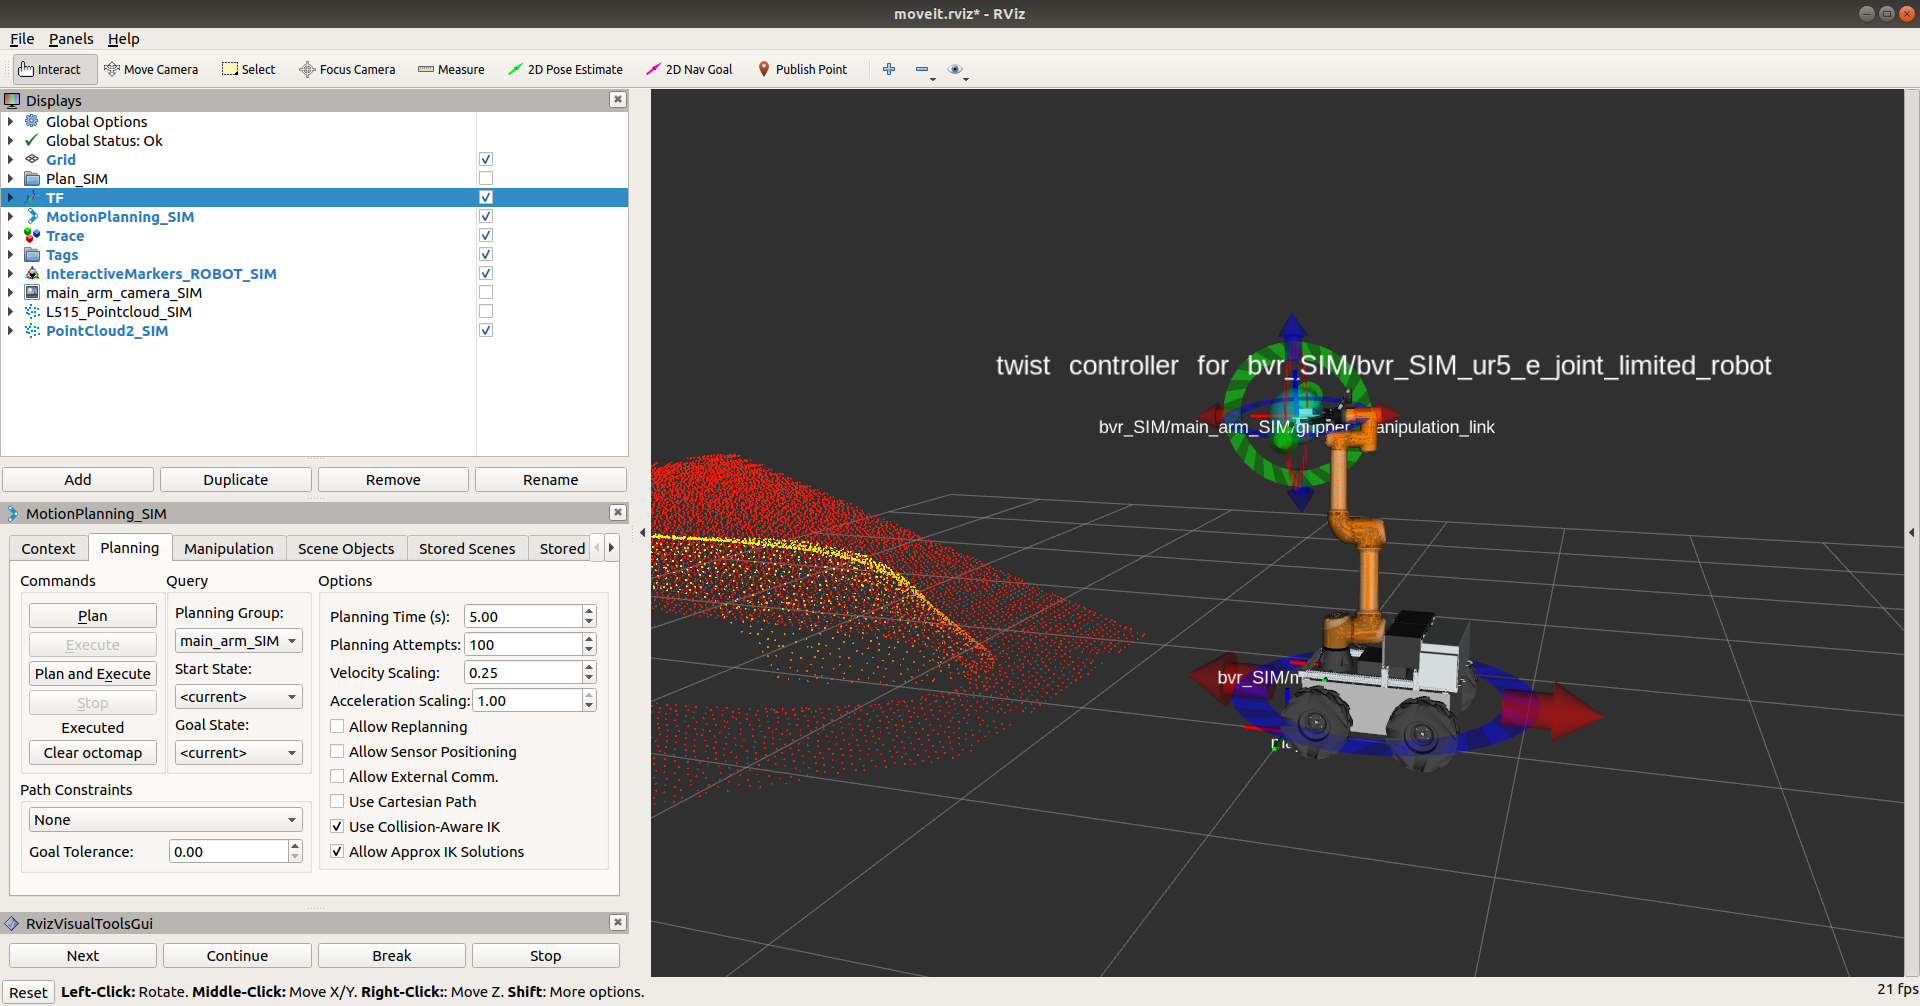 moveit.rviz* - RViz
File Panels Help
Interact Move Camera Select Focus Camera Measure 2D Pose Estimate 2D Nav Goal Publish Point
Displays
Global Options
Global Status: Ok
Grid
Plan_SIM
TF
MotionPlanning_SIM
Trace
Tags
InteractiveMarkers_ROBOT_SIM
main_arm_camera_SIM
L515_Pointcloud_SIM
PointCloud2_SIM
Add Duplicate Remove Rename
MotionPlanning_SIM
Context Planning Manipulation Scene Objects Stored Scenes Stored
Commands Query Options
Plan
Execute
Plan and Execute
Stop
Executed
Clear octomap
Planning Group:
main_arm_SIM
Start State:
<current>
Goal State:
<current>
Planning Time (s): 5.00
Planning Attempts: 100
Velocity Scaling: 0.25
Acceleration Scaling: 1.00
Allow Replanning
Allow Sensor Positioning
Allow External Comm.
Use Cartesian Path
Use Collision-Aware IK
Allow Approx IK Solutions
Path Constraints
None
Goal Tolerance: 0.00
RvizVisualToolsGui
Next Continue Break Stop
Reset Left-Click: Rotate. Middle-Click: Move X/Y. Right-Click:: Move Z. Shift: More options.
21 fps
twist controller for bvr_SIM/bvr_SIM_ur5_e_joint_limited_robot
bvr_SIM/main_arm_SIM/gripper anipulation_link
bvr_SIM/m